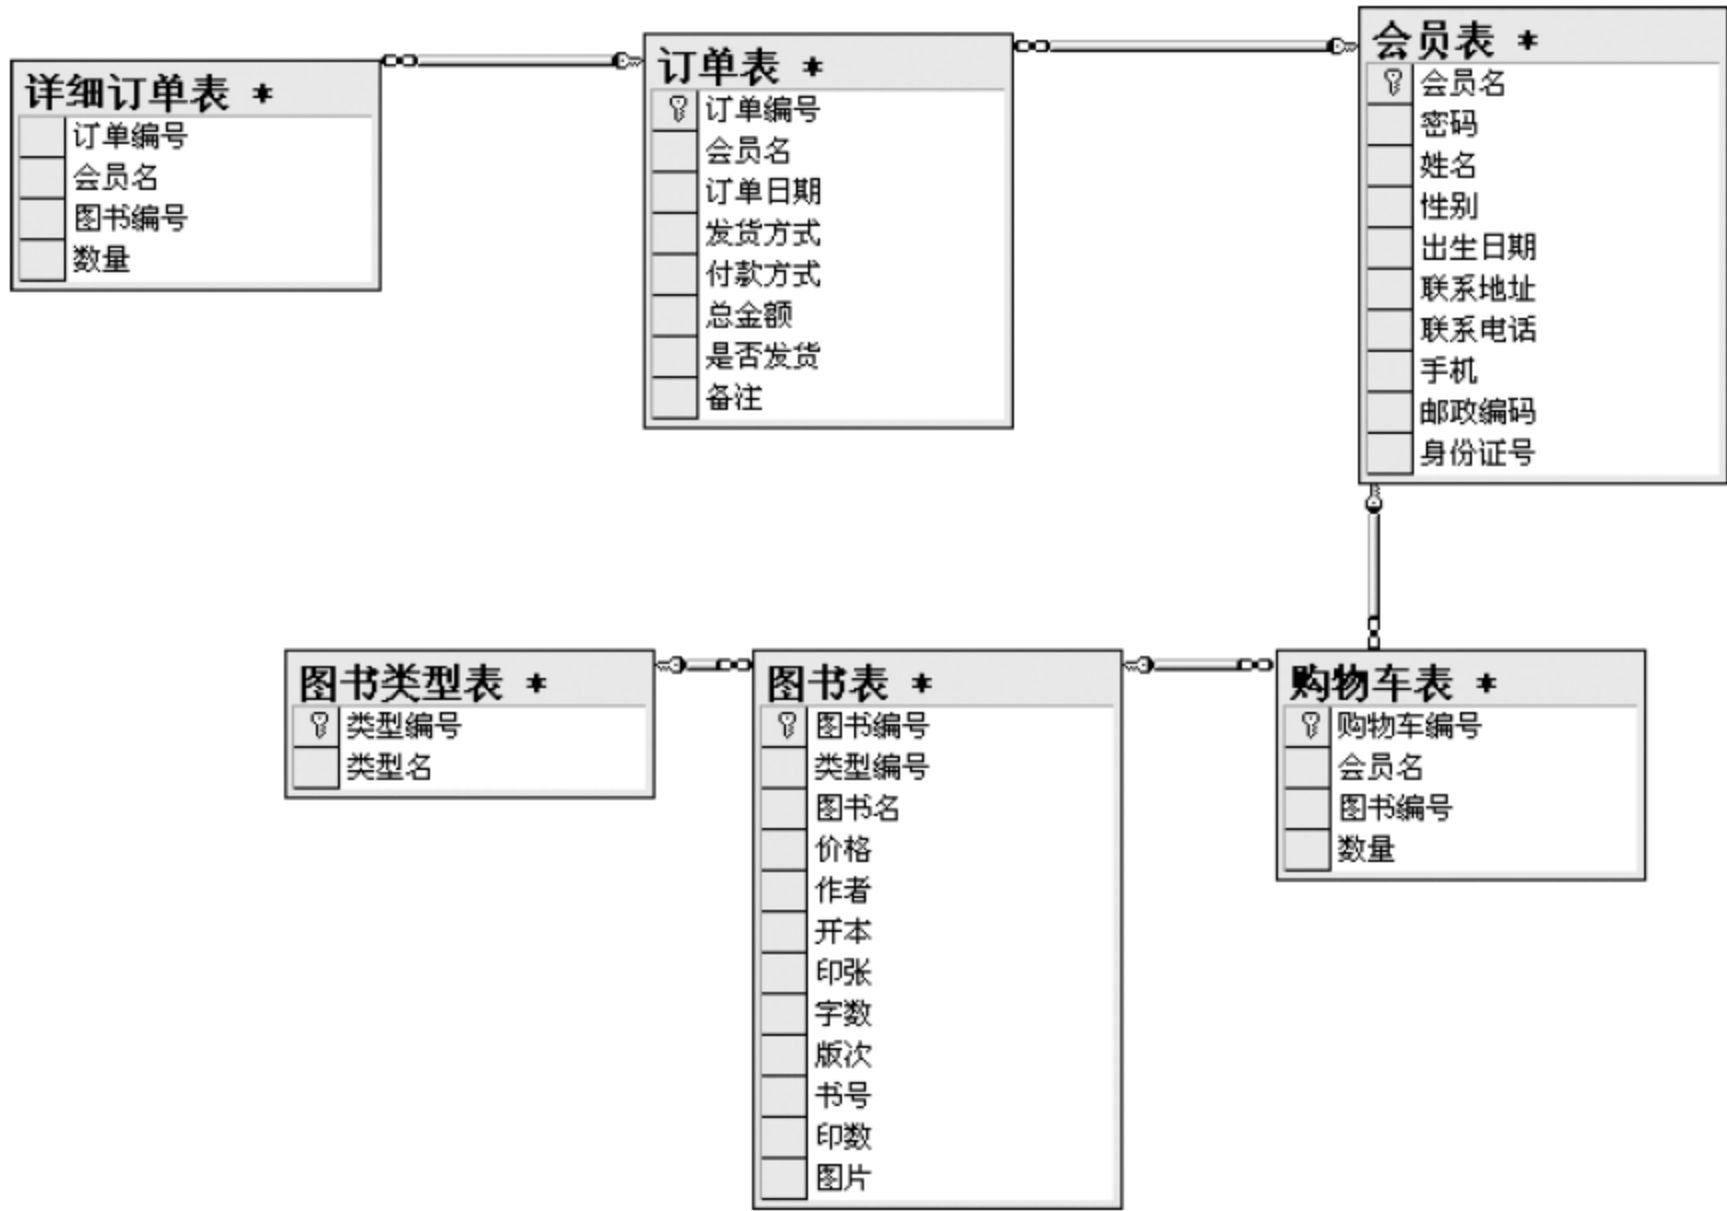 详细订单表 *
订单编号
会员名
图书编号
数量
订单表 *
订单编号
会员名
订单日期
发货方式
付款方式
总金额
是否发货
备注
会员表 *
会员名
密码
姓名
性别
出生日期
联系地址
联系电话
手机
邮政编码
身份证号
图书类型表 *
类型编号
类型名
图书表 *
图书编号
类型编号
图书名
价格
作者
开本
印张
字数
版次
书号
印数
图片
购物车表 *
购物车编号
会员名
图书编号
数量